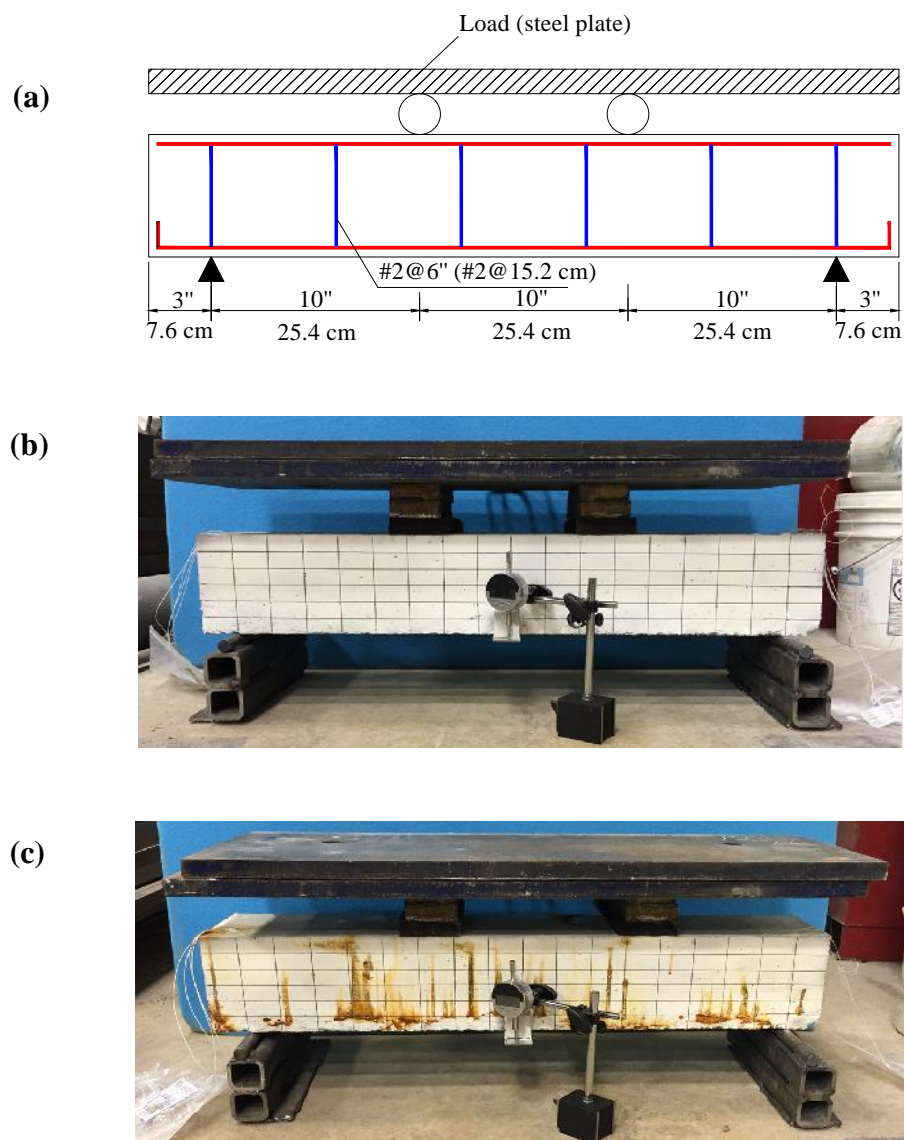 Load (steel plate)
(a)
#2@6" (#2@15.2 cm)
3" 10" 10" 10" 3"
7.6 cm 25.4 cm 25.4 cm 25.4 cm 7.6 cm
(b)
(c)